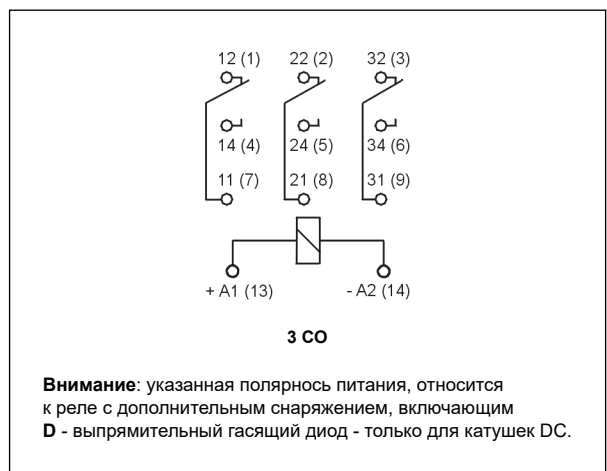 12 (1) 22 (2) 32 (3)
14 (4) 24 (5) 34 (6)
11 (7) 21 (8) 31 (9)
+ A1 (13) - A2 (14)
3 CO
Внимание: указанная полярнось питания, относится
к реле с дополнительным снаряжением, включающим
D - выпрямительный гасящий диод - только для катушек DC.